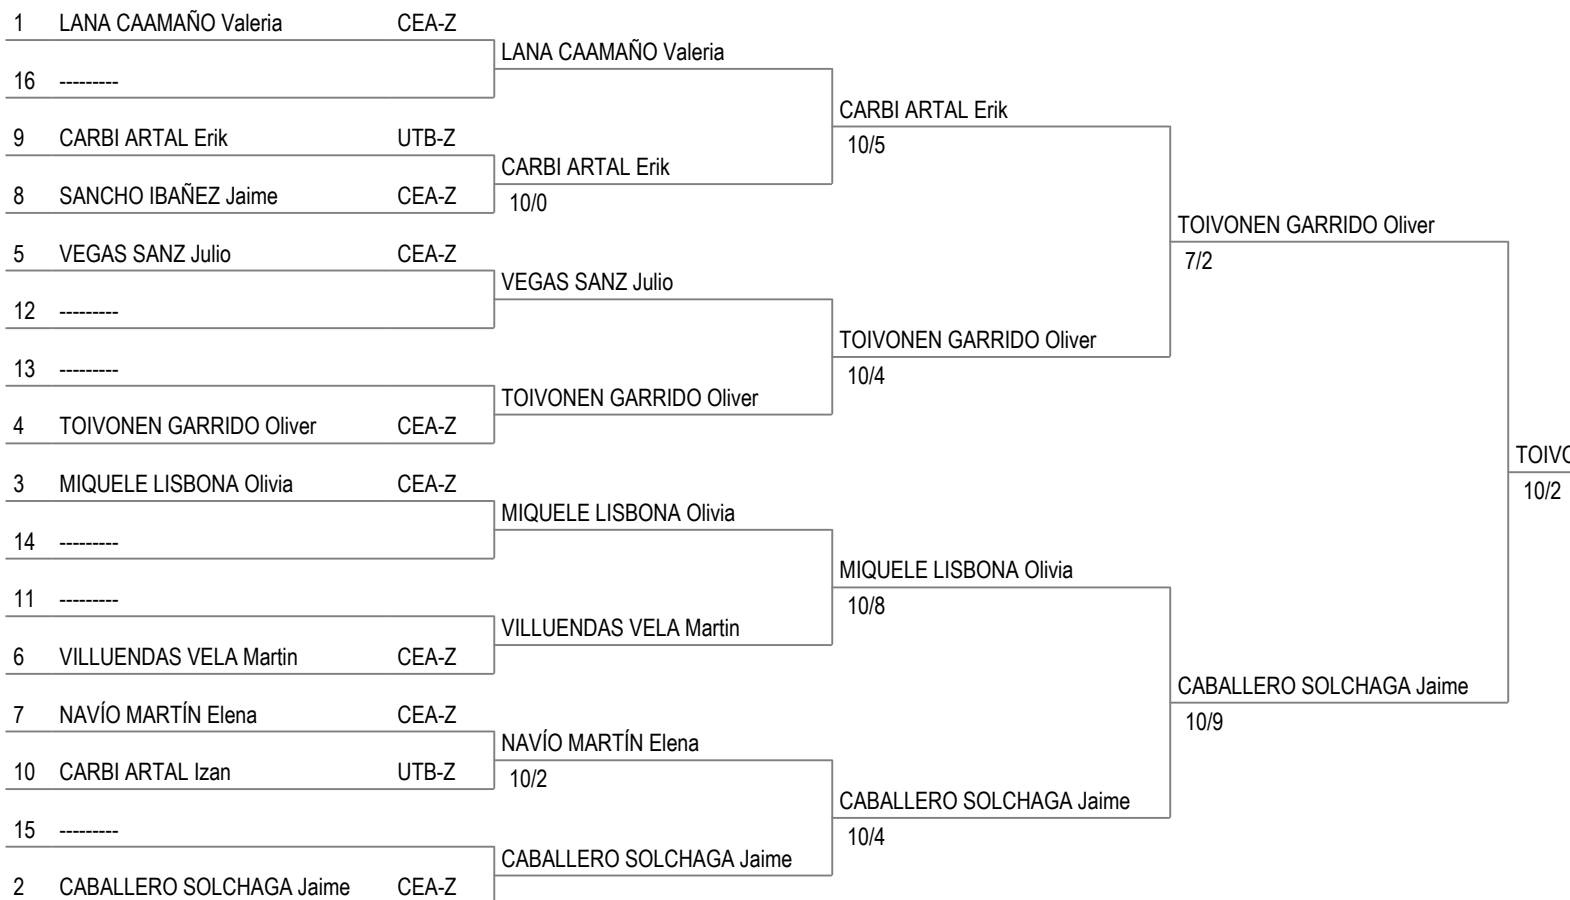 1 LANA CAAMAÑO Valeria CEA-Z
LANA CAAMAÑO Valeria
16 ---------
CARBI ARTAL Erik
10/5
9 CARBI ARTAL Erik UTB-Z
CARBI ARTAL Erik
8 SANCHO IBAÑEZ Jaime CEA-Z
10/0
TOIVONEN GARRIDO Oliver
7/2
5 VEGAS SANZ Julio CEA-Z
VEGAS SANZ Julio
12 ---------
TOIVONEN GARRIDO Oliver
10/4
13 ---------
TOIVONEN GARRIDO Oliver
4 TOIVONEN GARRIDO Oliver CEA-Z
TOIVO
10/2
3 MIQUELE LISBONA Olivia CEA-Z
MIQUELE LISBONA Olivia
14 ---------
MIQUELE LISBONA Olivia
10/8
11 ---------
VILLUENDAS VELA Martin
6 VILLUENDAS VELA Martin CEA-Z
CABALLERO SOLCHAGA Jaime
10/9
7 NAVÍO MARTÍN Elena CEA-Z
NAVÍO MARTÍN Elena
10 CARBI ARTAL Izan UTB-Z
10/2
CABALLERO SOLCHAGA Jaime
10/4
15 ---------
CABALLERO SOLCHAGA Jaime
2 CABALLERO SOLCHAGA Jaime CEA-Z